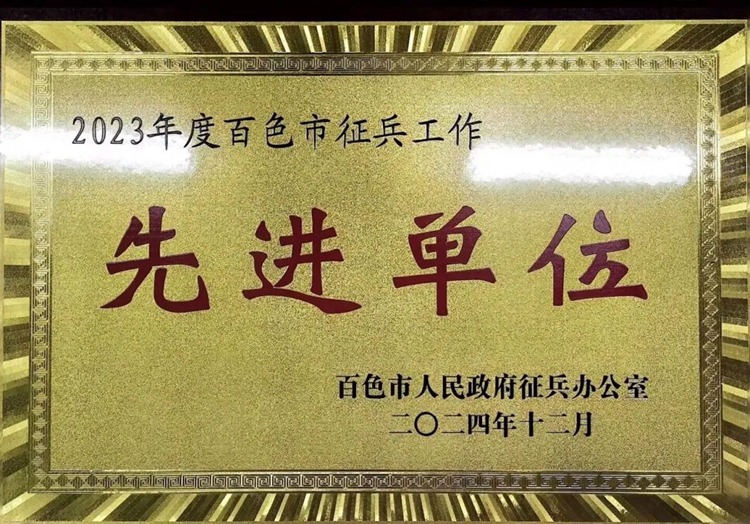 2023年度百色市征兵工作
先进单位
百色市人民政府征兵办公室
二〇二四年十二月